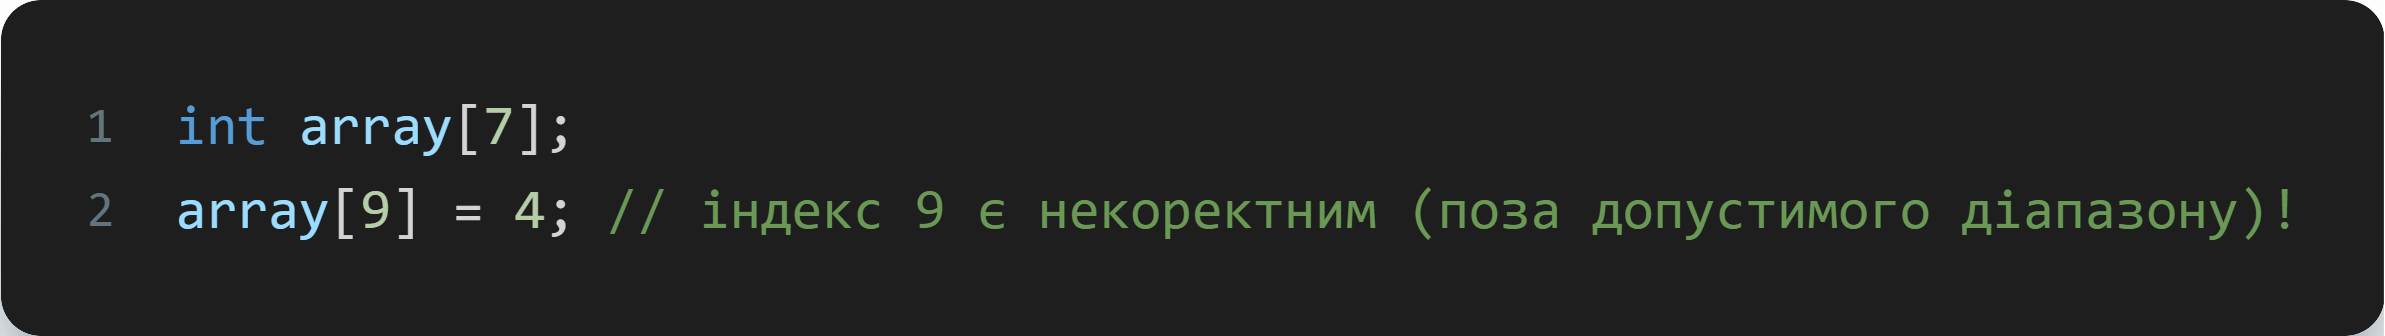 1 int array[7];
2 array[9] = 4; // індекс 9 є некоректним (поза допустимого діапазону)!